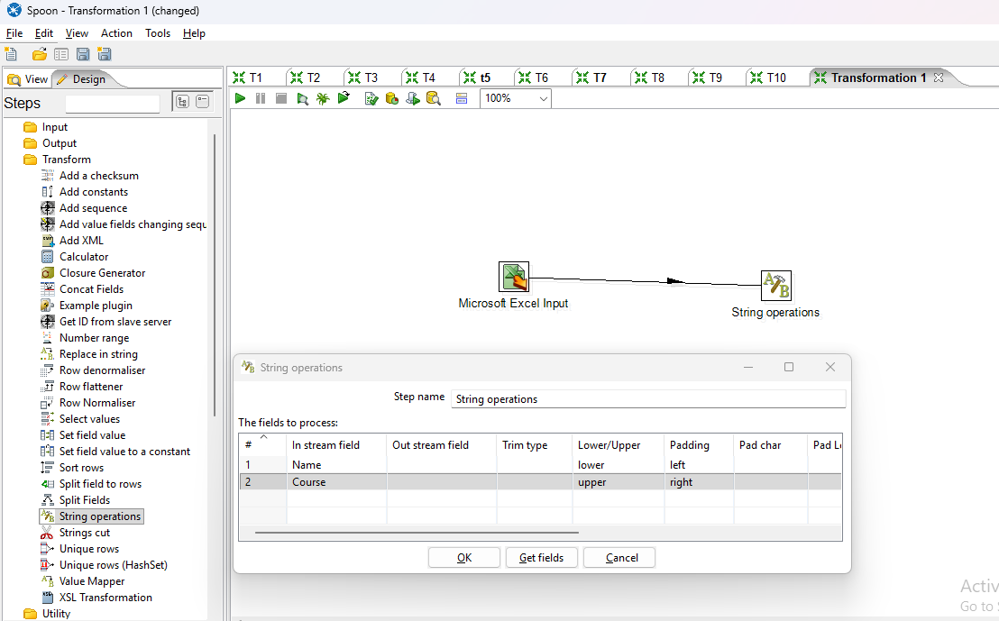 Spoon - Transformation 1 (changed)
File Edit View Action Tools Help
View Design
T1 T2 T3 T4 t5 T6 T7 T8 T9 T10 Transformation 1
Steps
100%
Input
Output
Transform
Add a checksum
Add constants
Add sequence
Add value fields changing sequ
Add XML
Calculator
Closure Generator
Concat Fields
Example plugin
Get ID from slave server
Number range
Replace in string
Row denormaliser
Row flattener
Row Normaliser
Select values
Set field value
Set field value to a constant
Sort rows
Split field to rows
Split Fields
String operations
Strings cut
Unique rows
Unique rows (HashSet)
Value Mapper
XSL Transformation
Utility
Microsoft Excel Input
String operations
String operations
Step name String operations
The fields to process:
# In stream field Out stream field Trim type Lower/Upper Padding Pad char Pad L
1 Name lower left
2 Course upper right
OK Get fields Cancel
Activ
Go to S